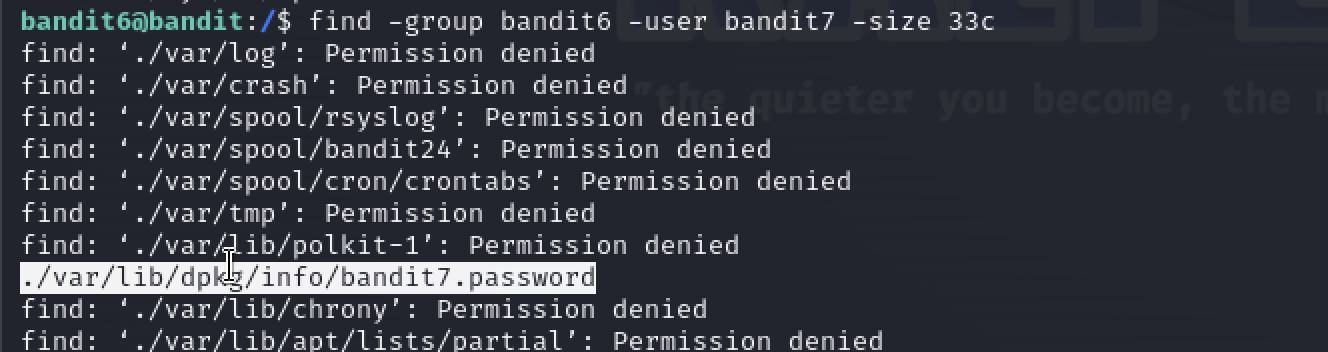 bandit6@bandit:/$ find -group bandit6 -user bandit7 -size 33c
find: ‘./var/log’: Permission denied
find: ‘./var/crash’: Permission denied
find: ‘./var/spool/rsyslog’: Permission denied
find: ‘./var/spool/bandit24’: Permission denied
find: ‘./var/spool/cron/crontabs’: Permission denied
find: ‘./var/tmp’: Permission denied
find: ‘./var/lib/polkit-1’: Permission denied
./var/lib/dpkg/info/bandit7.password
find: ‘./var/lib/chrony’: Permission denied
find: ‘./var/lib/apt/lists/partial’: Permission denied
"the quieter you become, the